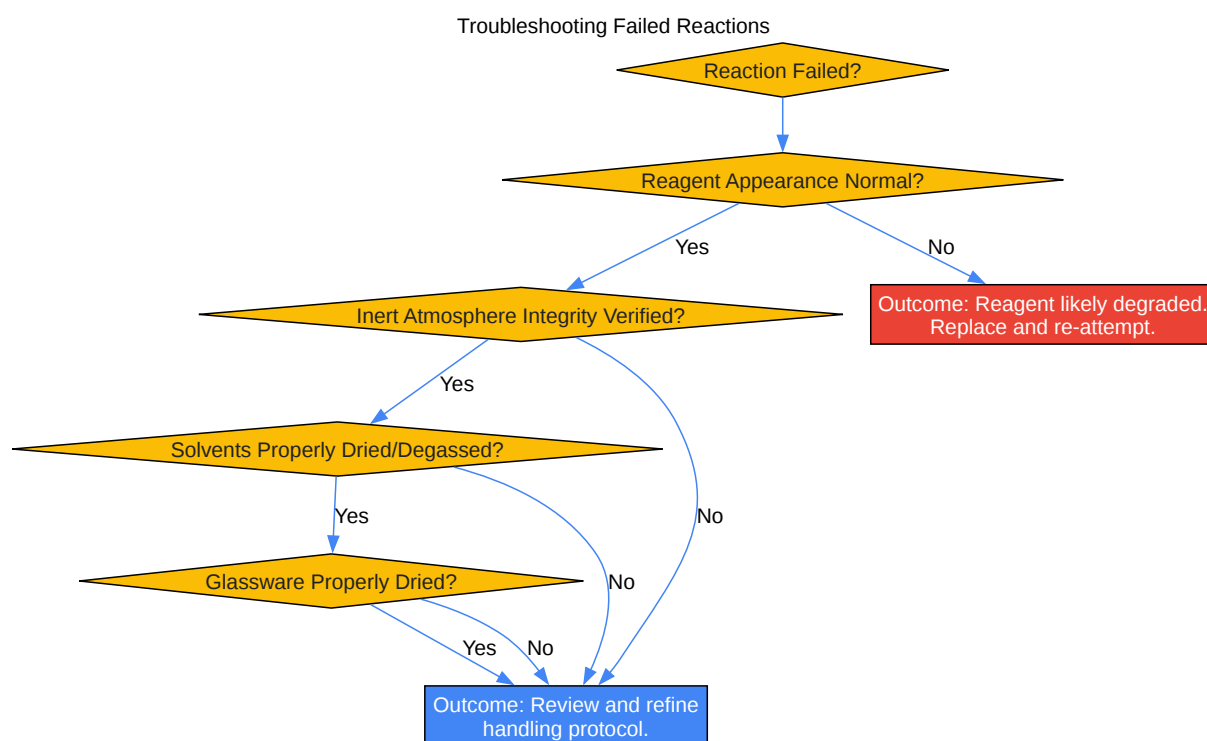 Troubleshooting Failed Reactions
Reaction Failed?
Reagent Appearance Normal?
Yes
No
Inert Atmosphere Integrity Verified?
Outcome: Reagent likely degraded.
Replace and re-attempt.
Yes
Solvents Properly Dried/Degassed?
Yes
No
Glassware Properly Dried?
No
Yes
No
Outcome: Review and refine
handling protocol.